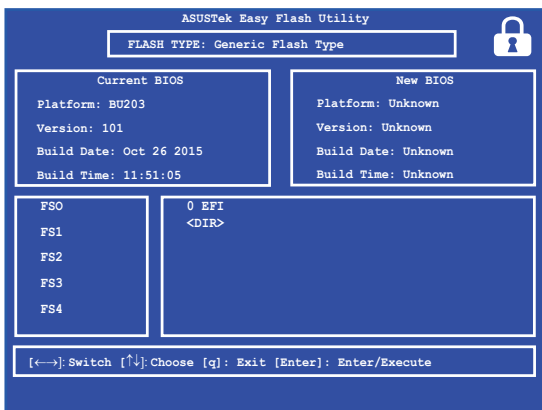 ASUSTek Easy Flash Utility
FLASH TYPE: Generic Flash Type
Current BIOS
Platform: BU203
Version: 101
Build Date: Oct 26 2015
Build Time: 11:51:05
New BIOS
Platform: Unknown
Version: Unknown
Build Date: Unknown
Build Time: Unknown
FSO
FS1
FS2
FS3
FS4
0 EFI
<DIR>
[←→]: Switch [↑↓]: Choose [q]: Exit [Enter]: Enter/Execute